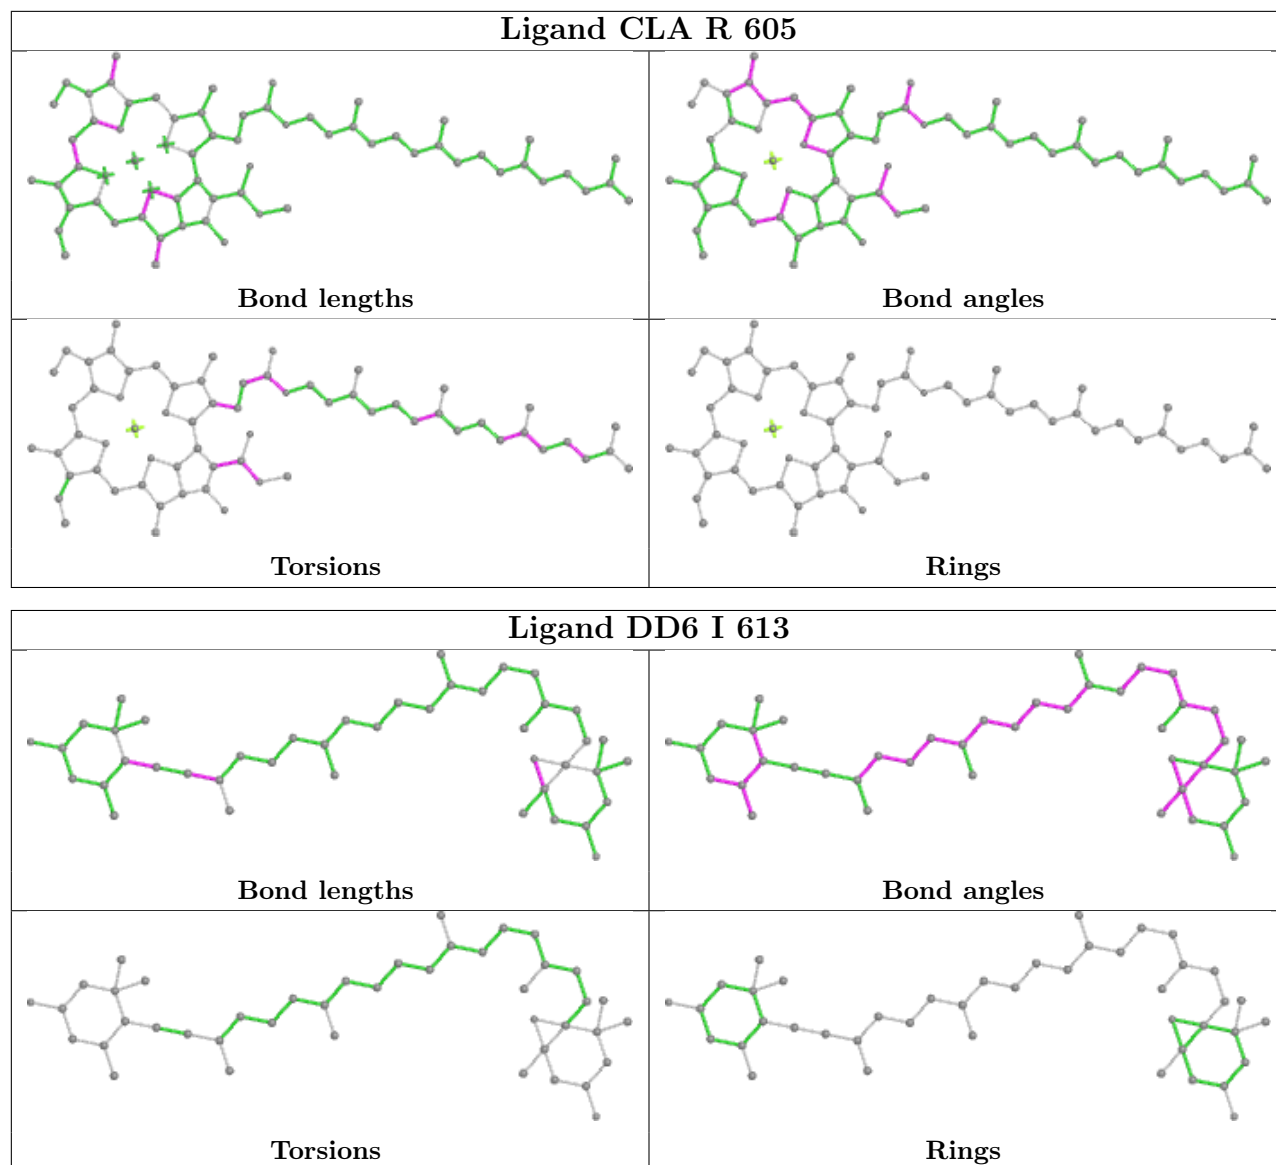 Ligand CLA R 605
Bond lengths
Bond angles
Torsions
Rings
Ligand DD6 I 613
Bond lengths
Bond angles
Torsions
Rings